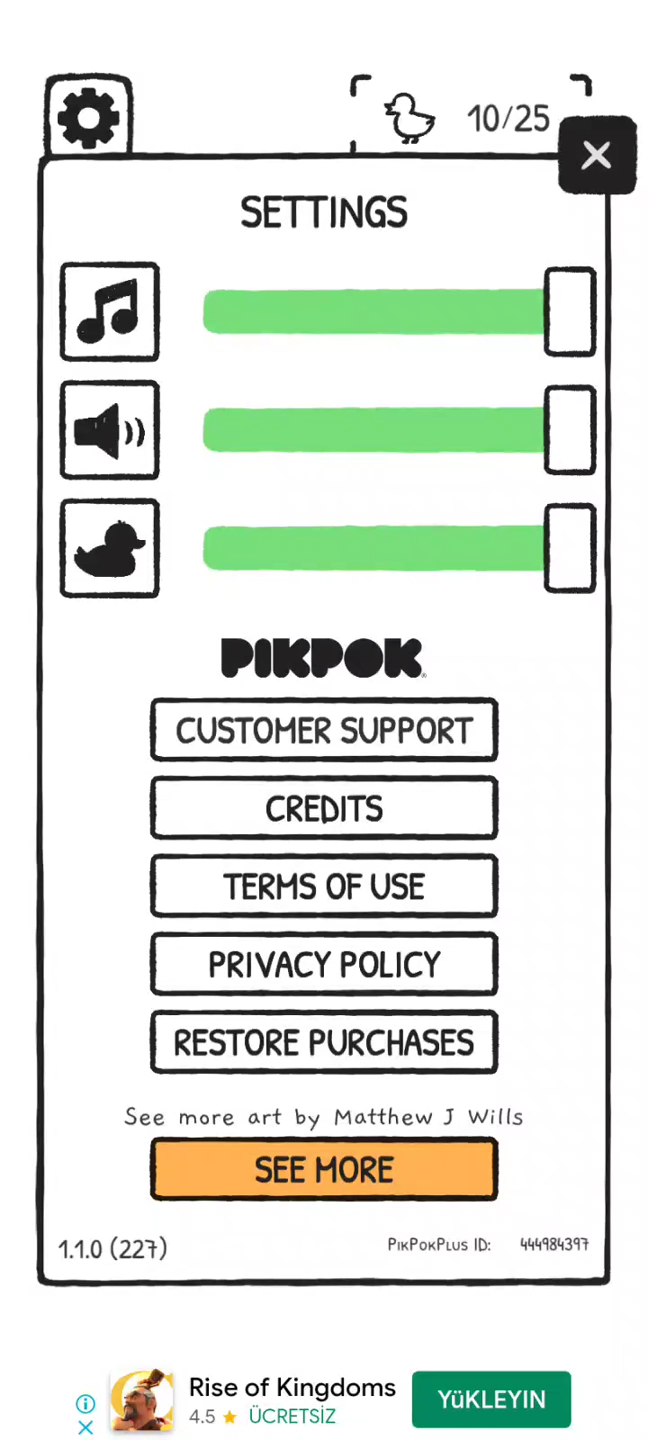 10/25
SETTINGS
PIKPOK
CUSTOMER SUPPORT
CREDITS
TERMS OF USE
PRIVACY POLICY
RESTORE PURCHASES
See more art by Matthew J Wills
SEE MORE
1.1.0 (227)
PIKPOKPLUS ID: 444984397
Rise of Kingdoms
4.5 ★ ÜCRETSİZ
YüKLEYIN